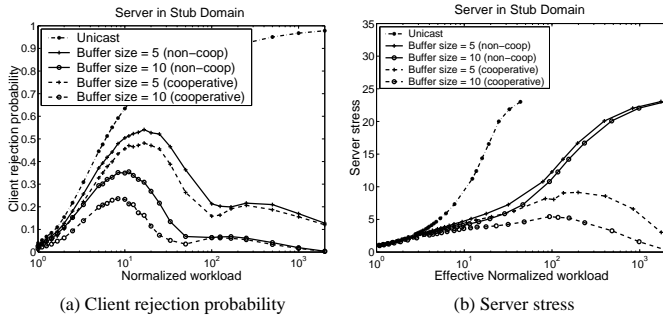 Server in Stub Domain
Client rejection probability
1
0.9
0.8
0.7
0.6
0.5
0.4
0.3
0.2
0.1
0
Unicast
Buffer size = 5 (non-coop)
Buffer size = 10 (non-coop)
Buffer size = 5 (cooperative)
Buffer size = 10 (cooperative)
10^0
10^1
10^2
10^3
Normalized workload
(a) Client rejection probability
Server in Stub Domain
Server stress
35
30
25
20
15
10
5
0
Unicast
Buffer size = 5 (non-coop)
Buffer size = 10 (non-coop)
Buffer size = 5 (cooperative)
Buffer size = 10 (cooperative)
10^0
10^1
10^2
10^3
Effective Normalized workload
(b) Server stress